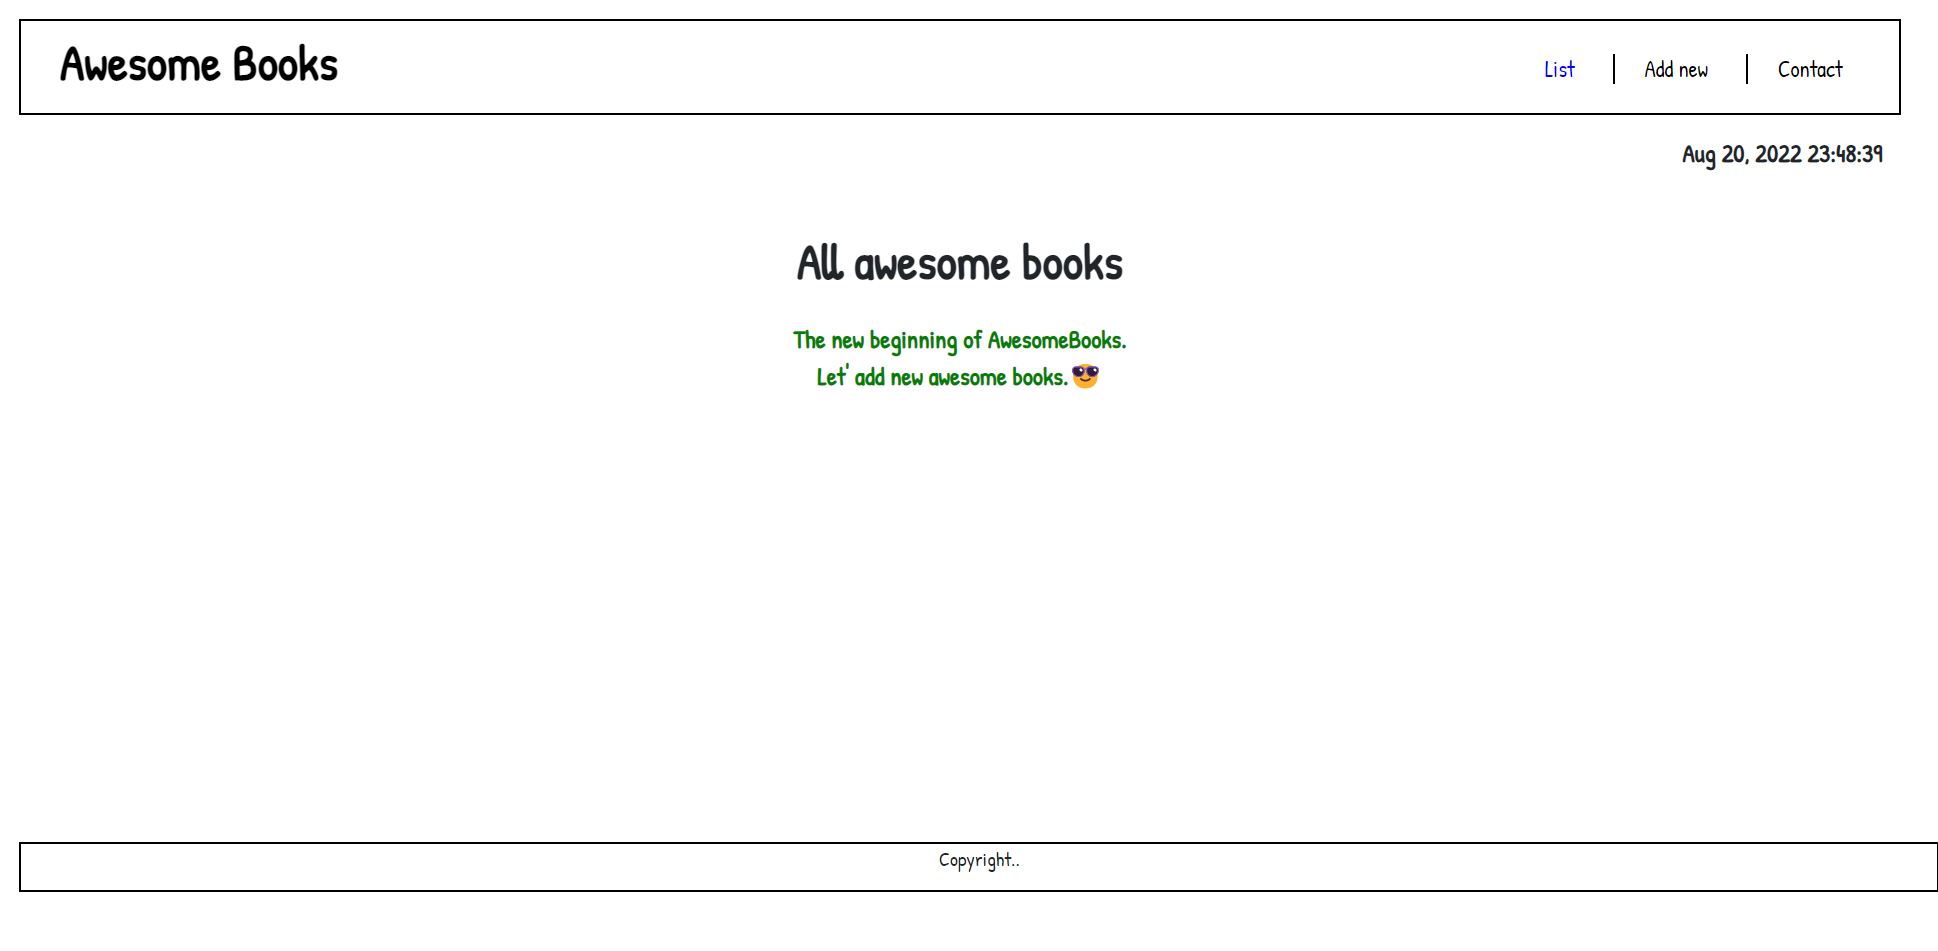 Awesome Books
List
Add new
Contact
Aug 20, 2022 23:48:39
All awesome books
The new beginning of AwesomeBooks.
Let' add new awesome books.😎
Copyright..